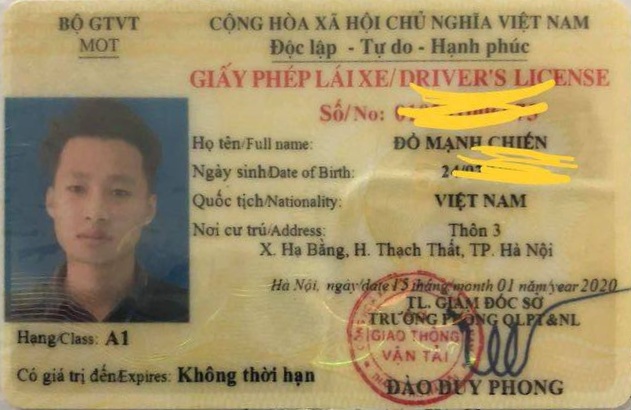 BỘ GTVT
MOT
CỘNG HÒA XÃ HỘI CHỦ NGHĨA VIỆT NAM
Độc lập - Tự do - Hạnh phúc
GIẤY PHÉP LÁI XE/ DRIVER'S LICENSE
Số/No:
Họ tên/Full name: ĐỖ MẠNH CHIẾN
Ngày sinh/Date of Birth:
Quốc tịch/Nationality: VIỆT NAM
Nơi cư trú/Address: Thôn 3
X. Hạ Bằng, H. Thạch Thất, TP. Hà Nội
Hà Nội, ngày/date 15 tháng/month 01 năm/year 2020
TL. GIÁM ĐỐC SỞ
TRƯỞNG PHÒNG QLPT&NL
GIAO THÔNG
VẬN TẢI
ĐÀO DUY PHONG
Hạng/Class: A1
Có giá trị đến/Expires: Không thời hạn